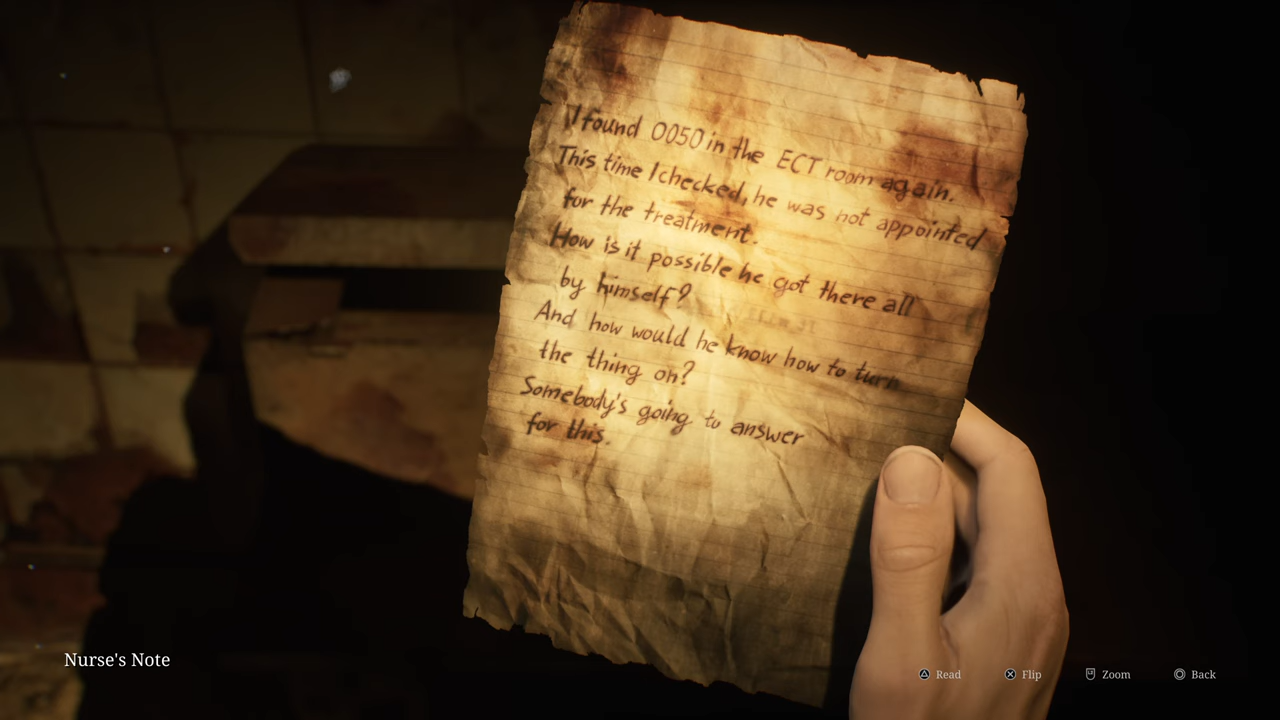 I found 0050 in the ECT room again.
This time I checked, he was not appointed
for the treatment.
How is it possible he got there all
by himself?
And how would he know how to turn
the thing on?
Somebody's going to answer
for this.
Nurse's Note
Read
Flip
Zoom
Back